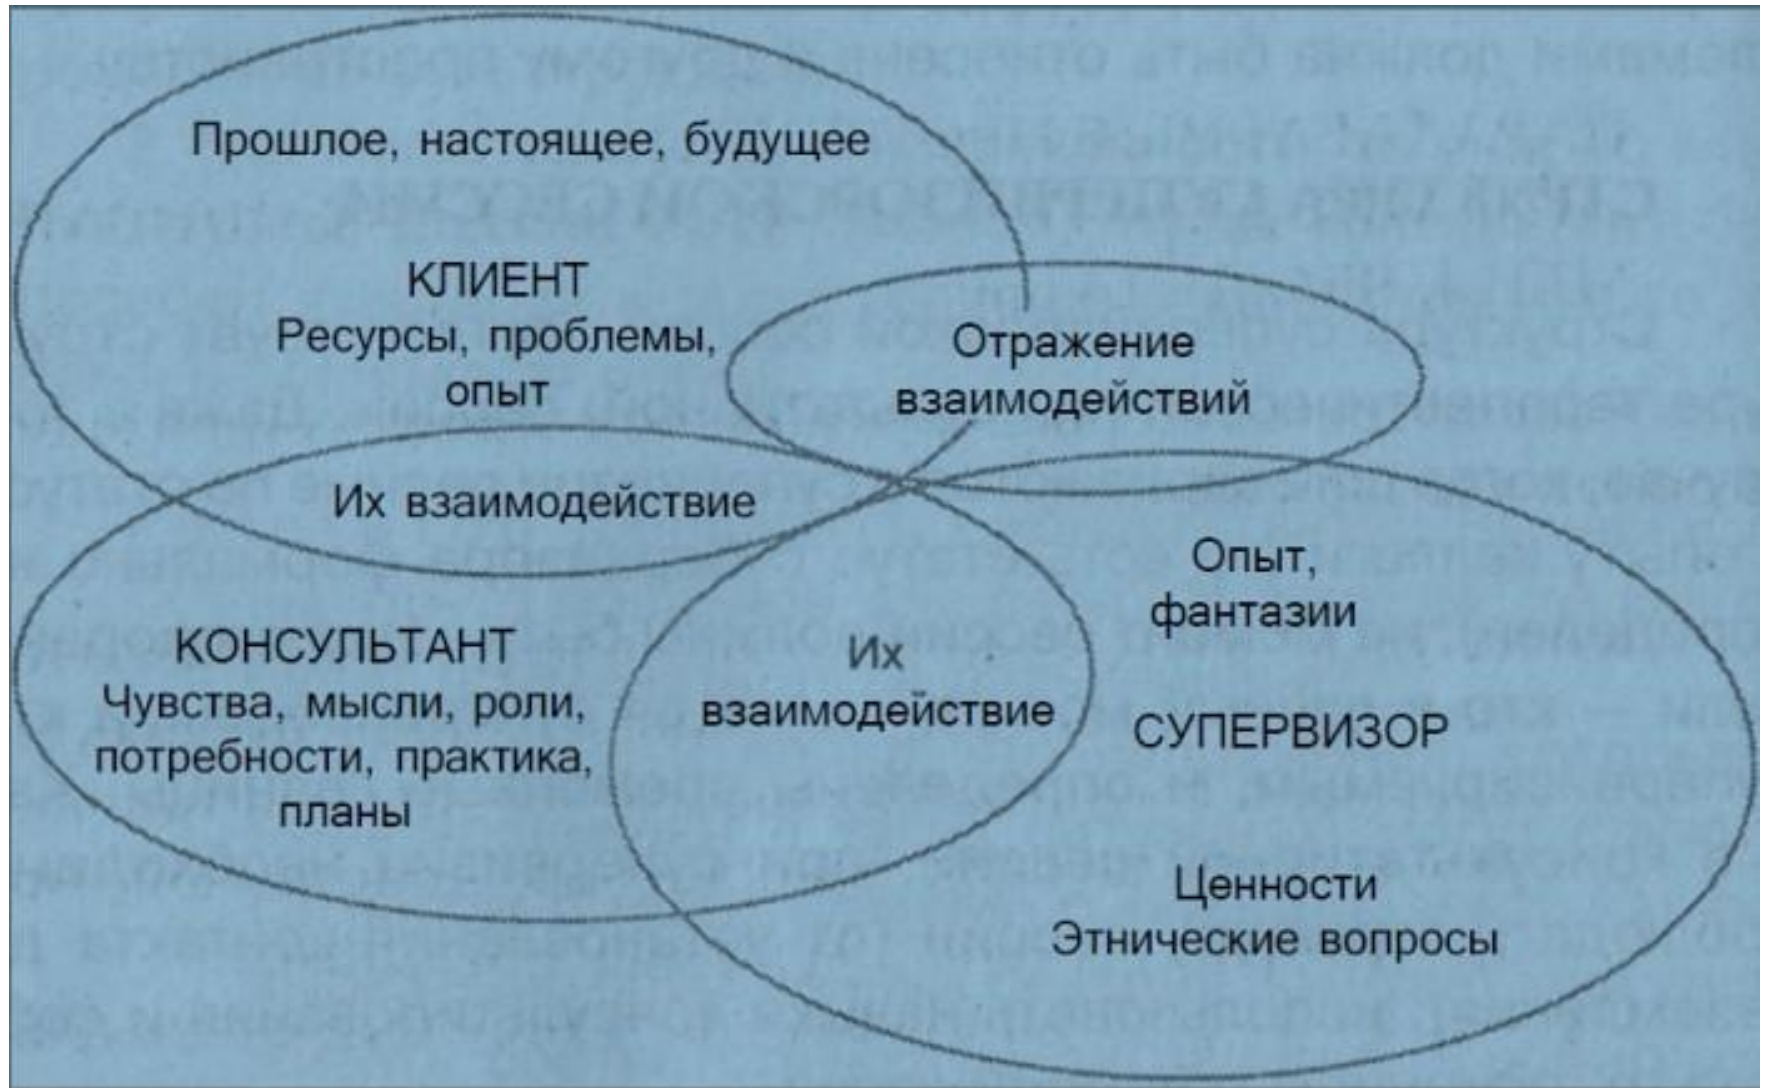 Прошлое, настоящее, будущее
КЛИЕНТ
Ресурсы, проблемы,
опыт
Отражение
взаимодействий
Их взаимодействие
КОНСУЛЬТАНТ
Чувства, мысли, роли,
потребности, практика,
планы
Их
взаимодействие
Опыт,
фантазии
СУПЕРВИЗОР
Ценности
Этнические вопросы